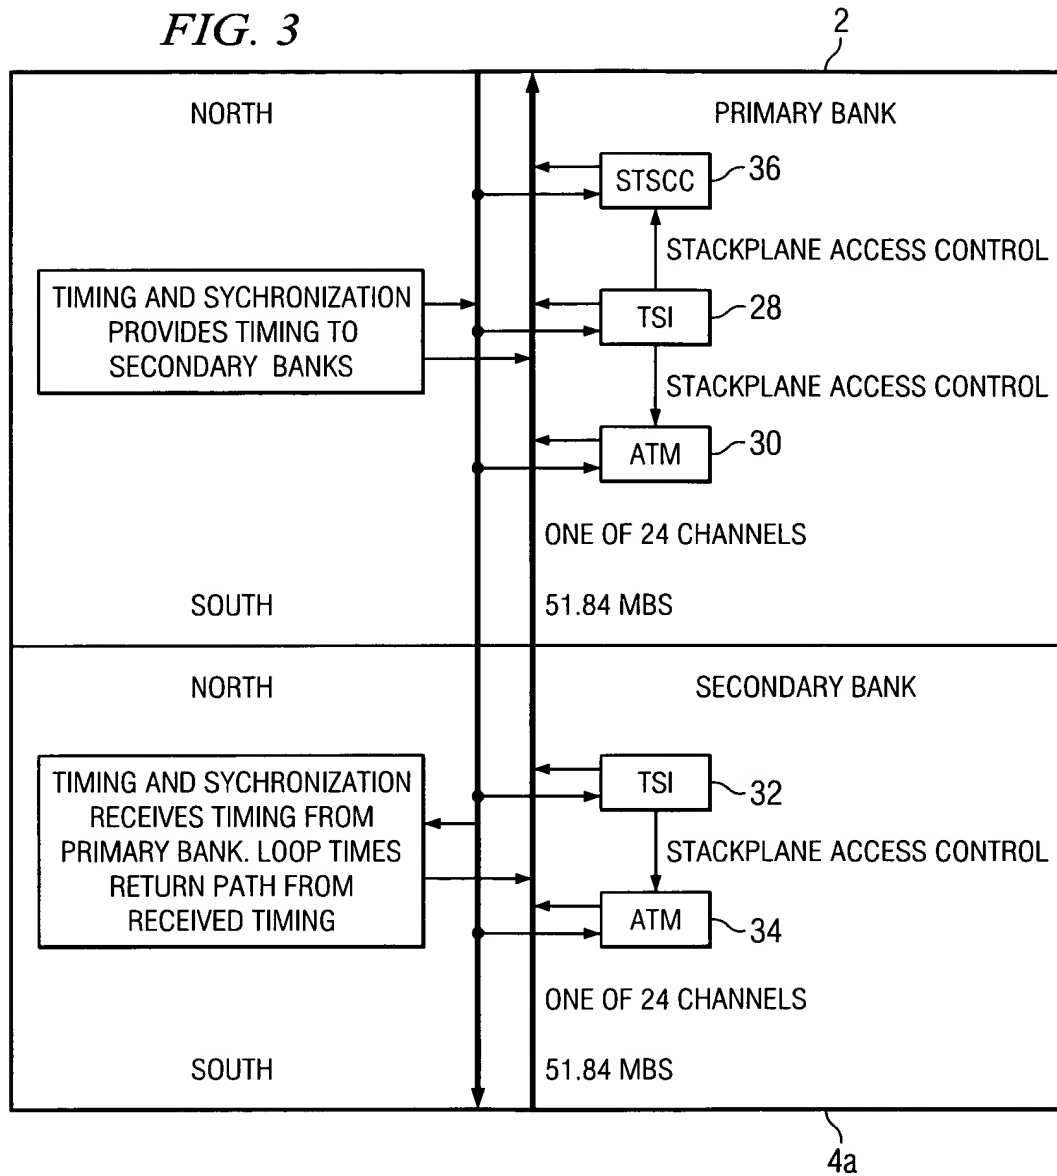 FIG. 3
2
NORTH
PRIMARY BANK
STSCC
36
STACKPLANE ACCESS CONTROL
TIMING AND SYCHRONIZATION
PROVIDES TIMING TO
SECONDARY BANKS
TSI
28
STACKPLANE ACCESS CONTROL
ATM
30
ONE OF 24 CHANNELS
SOUTH
51.84 MBS
NORTH
SECONDARY BANK
TIMING AND SYCHRONIZATION
RECEIVES TIMING FROM
PRIMARY BANK. LOOP TIMES
RETURN PATH FROM
RECEIVED TIMING
TSI
32
STACKPLANE ACCESS CONTROL
ATM
34
ONE OF 24 CHANNELS
SOUTH
51.84 MBS
4a